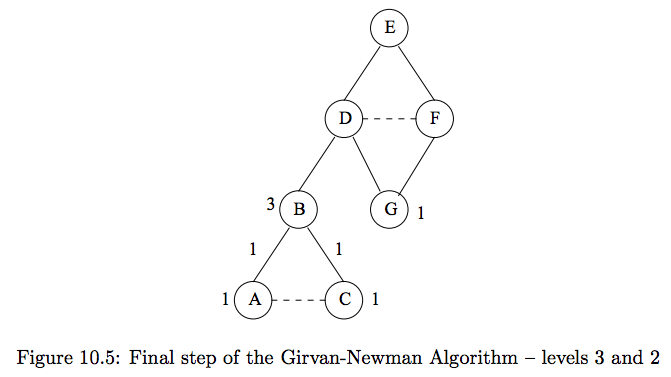 E
D F
3 B G 1
1 1
1 A C 1
Figure 10.5: Final step of the Girvan-Newman Algorithm – levels 3 and 2